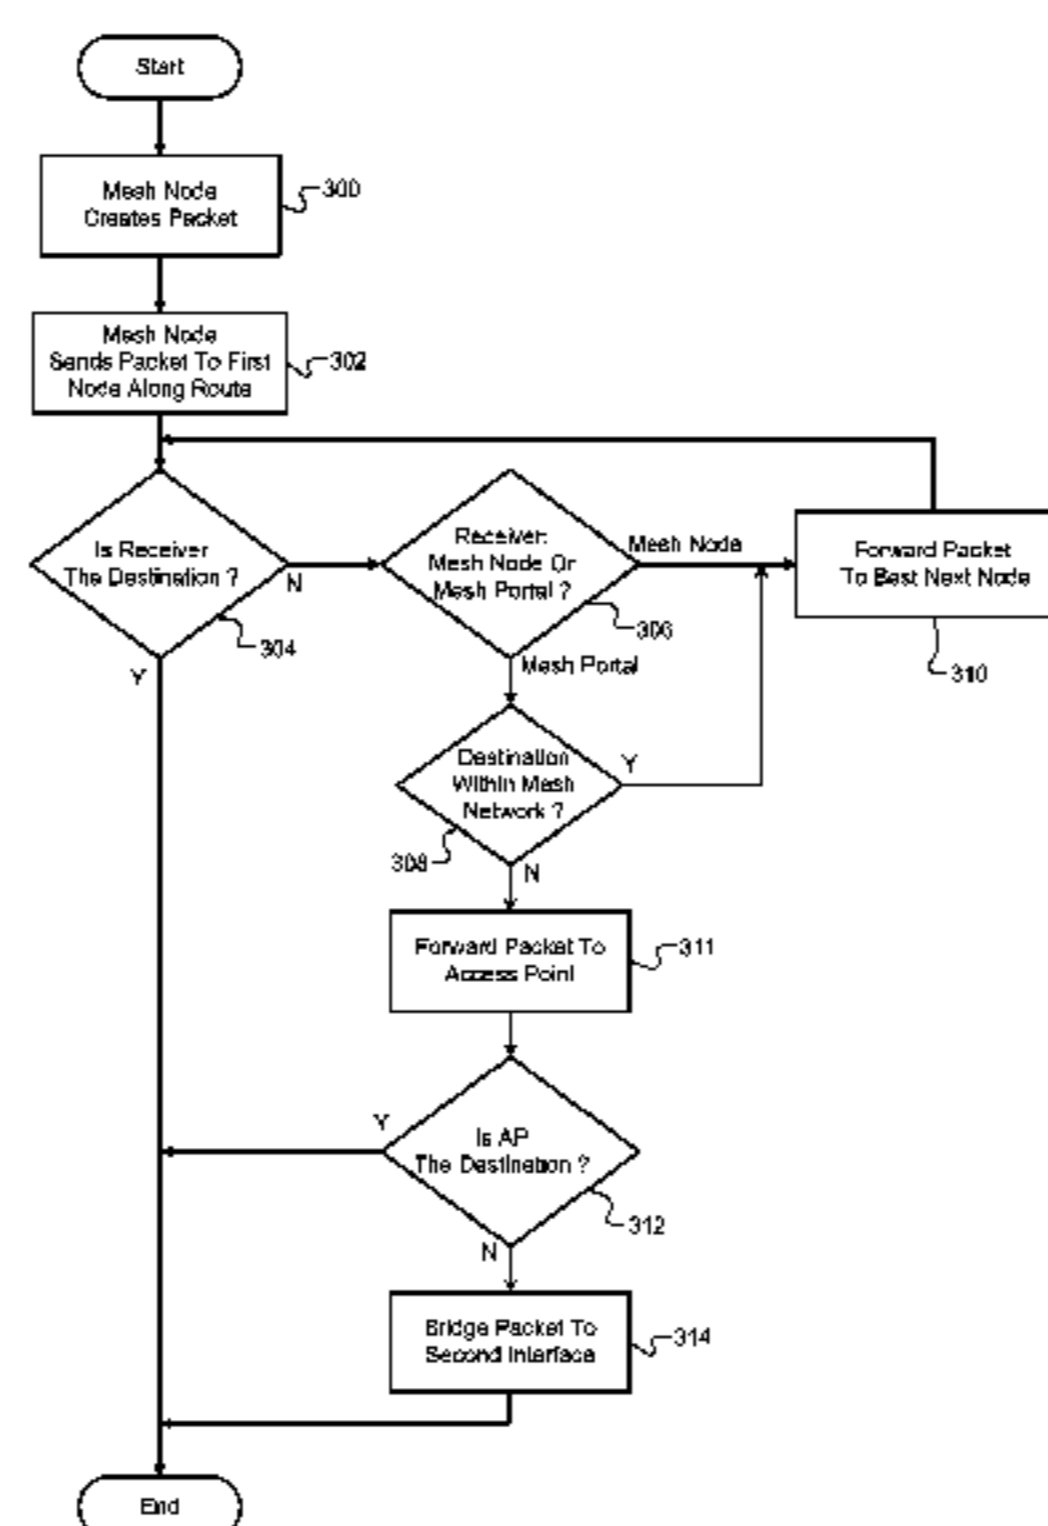 Start
Mesh Node
Creates Packet
300
Mesh Node
Sends Packet To First
Node Along Route
302
Is Receiver
The Destination ?
N
304
Y
Receiver:
Mesh Node Or
Mesh Portal ?
Mesh Node
306
Mesh Portal
Forward Packet
To Best Next Node
310
Destination
Within Mesh
Network ?
Y
308
N
Forward Packet To
Access Point
311
Y
Is AP
The Destination ?
312
N
Bridge Packet To
Second Interface
314
End